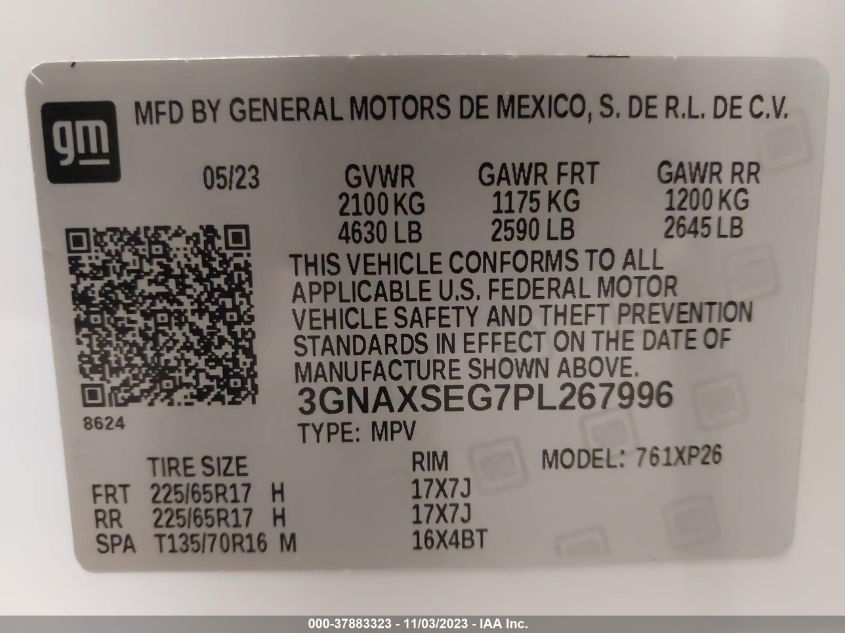 gm
MFD BY GENERAL MOTORS DE MEXICO, S. DE R.L. DE C.V.
05/23 GVWR GAWR FRT GAWR RR
2100 KG 1175 KG 1200 KG
4630 LB 2590 LB 2645 LB
THIS VEHICLE CONFORMS TO ALL
APPLICABLE U.S. FEDERAL MOTOR
VEHICLE SAFETY AND THEFT PREVENTION
STANDARDS IN EFFECT ON THE DATE OF
MANUFACTURE SHOWN ABOVE.
3GNAXSEG7PL267996
8624
TYPE: MPV
TIRE SIZE RIM MODEL: 761XP26
FRT 225/65R17 H 17X7J
RR 225/65R17 H 17X7J
SPA T135/70R16 M 16X4BT
000-37883323 - 11/03/2023 - IAA Inc.